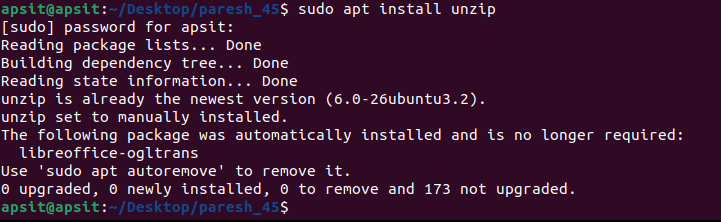 apsit@apsit:~/Desktop/paresh_45$ sudo apt install unzip
[sudo] password for apsit:
Reading package lists... Done
Building dependency tree... Done
Reading state information... Done
unzip is already the newest version (6.0-26ubuntu3.2).
unzip set to manually installed.
The following package was automatically installed and is no longer required:
  libreoffice-ogltrans
Use 'sudo apt autoremove' to remove it.
0 upgraded, 0 newly installed, 0 to remove and 173 not upgraded.
apsit@apsit:~/Desktop/paresh_45$